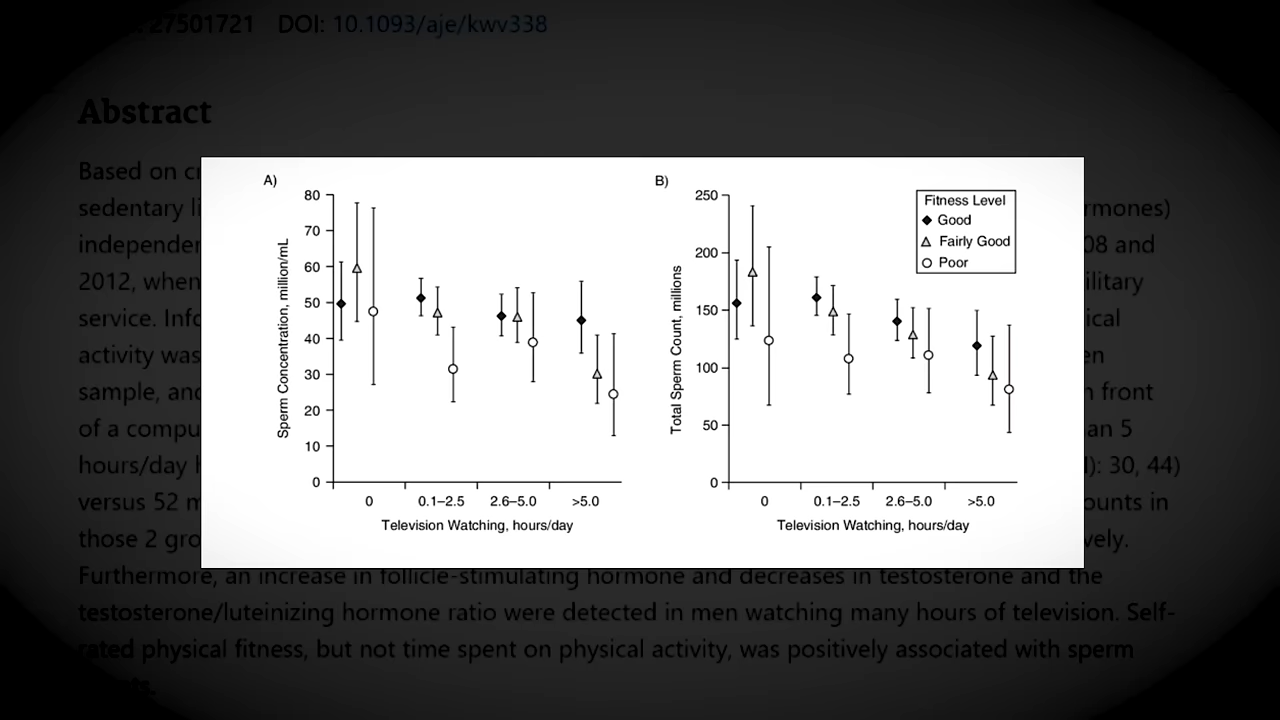 27501721 DOI: 10.1093/aje/kwv338
Abstract
Based on
sedentary rmones)
independen 08 and
2012, when ilitary
service. Info ical
activity was en
sample, and front
of a compu an 5
hours/day ): 30, 44)
versus 52 m ounts in
those 2 gro vely.
Furthermore, an increase in follicle-stimulating hormone and decreases in testosterone and the
testosterone/luteinizing hormone ratio were detected in men watching many hours of television. Self-
rated physical fitness, but not time spent on physical activity, was positively associated with sperm
A)
80
70
60
50
40
30
20
10
0
Sperm Concentration, million/mL
0 0.1–2.5 2.6–5.0 >5.0
Television Watching, hours/day
B)
250
200
150
100
50
0
Total Sperm Count, millions
0 0.1–2.5 2.6–5.0 >5.0
Television Watching, hours/day
Fitness Level
Good
Fairly Good
Poor